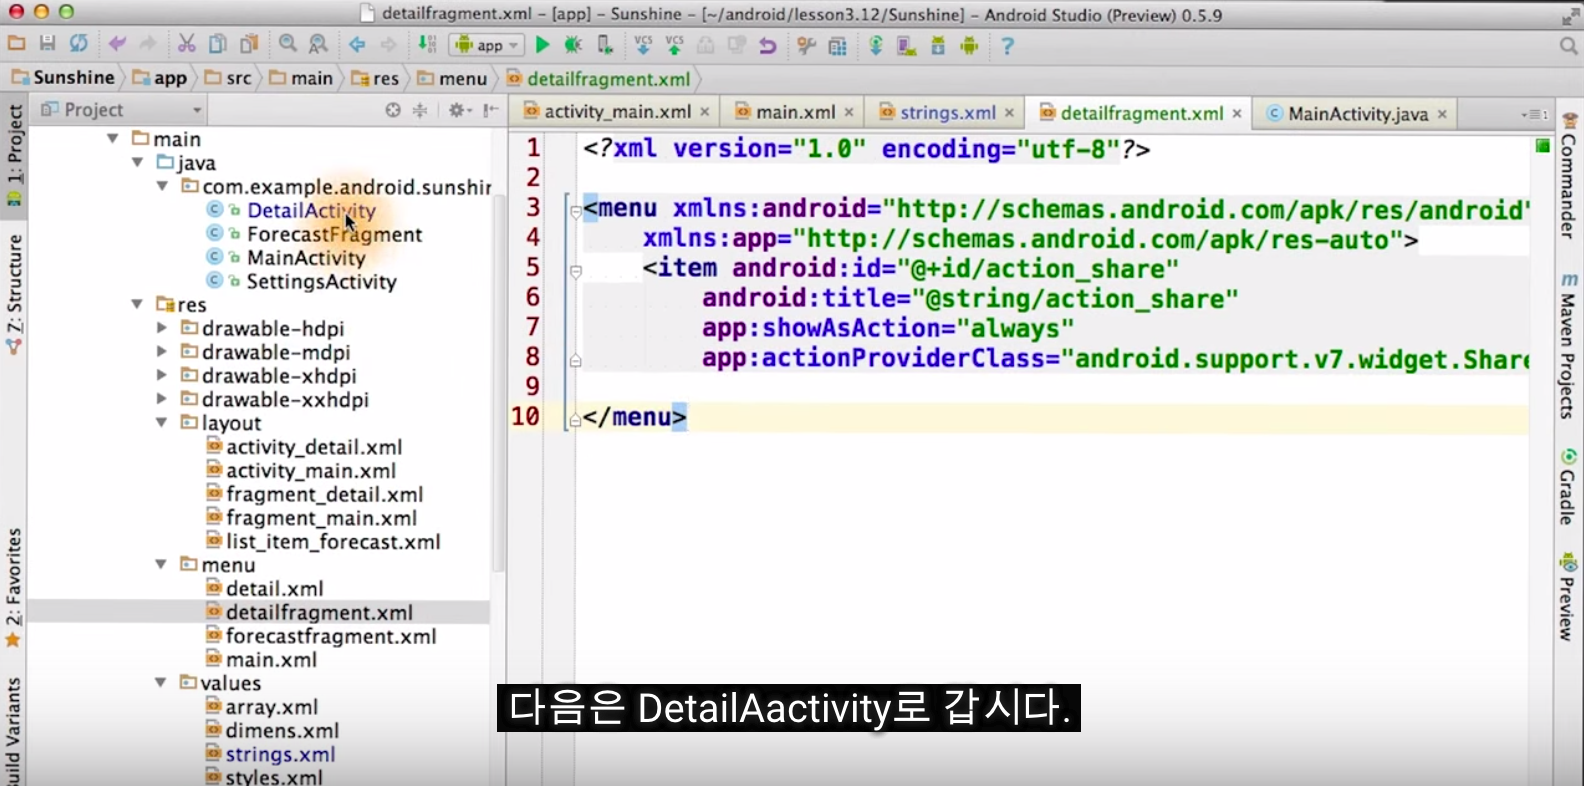 detailfragment.xml – [app] – Sunshine – [~/android/lesson3.12/Sunshine] – Android Studio (Preview) 0.5.9
app
VCS VCS
?
Sunshine app src main res menu detailfragment.xml
1: Project
Z: Structure
2: Favorites
Build Variants
Project
main
java
com.example.android.sunshin
DetailActivity
ForecastFragment
MainActivity
SettingsActivity
res
drawable-hdpi
drawable-mdpi
drawable-xhdpi
drawable-xxhdpi
layout
activity_detail.xml
activity_main.xml
fragment_detail.xml
fragment_main.xml
list_item_forecast.xml
menu
detail.xml
detailfragment.xml
forecastfragment.xml
main.xml
values
array.xml
dimens.xml
strings.xml
styles.xml
activity_main.xml main.xml strings.xml detailfragment.xml MainActivity.java
1 <?xml version="1.0" encoding="utf-8"?>
2
3 <menu xmlns:android="http://schemas.android.com/apk/res/android"
4 xmlns:app="http://schemas.android.com/apk/res-auto">
5 <item android:id="@+id/action_share"
6 android:title="@string/action_share"
7 app:showAsAction="always"
8 app:actionProviderClass="android.support.v7.widget.Share
9
10 </menu>
다음은 DetailAactivity로 갑시다.
Commander
m Maven Projects
Gradle
Preview